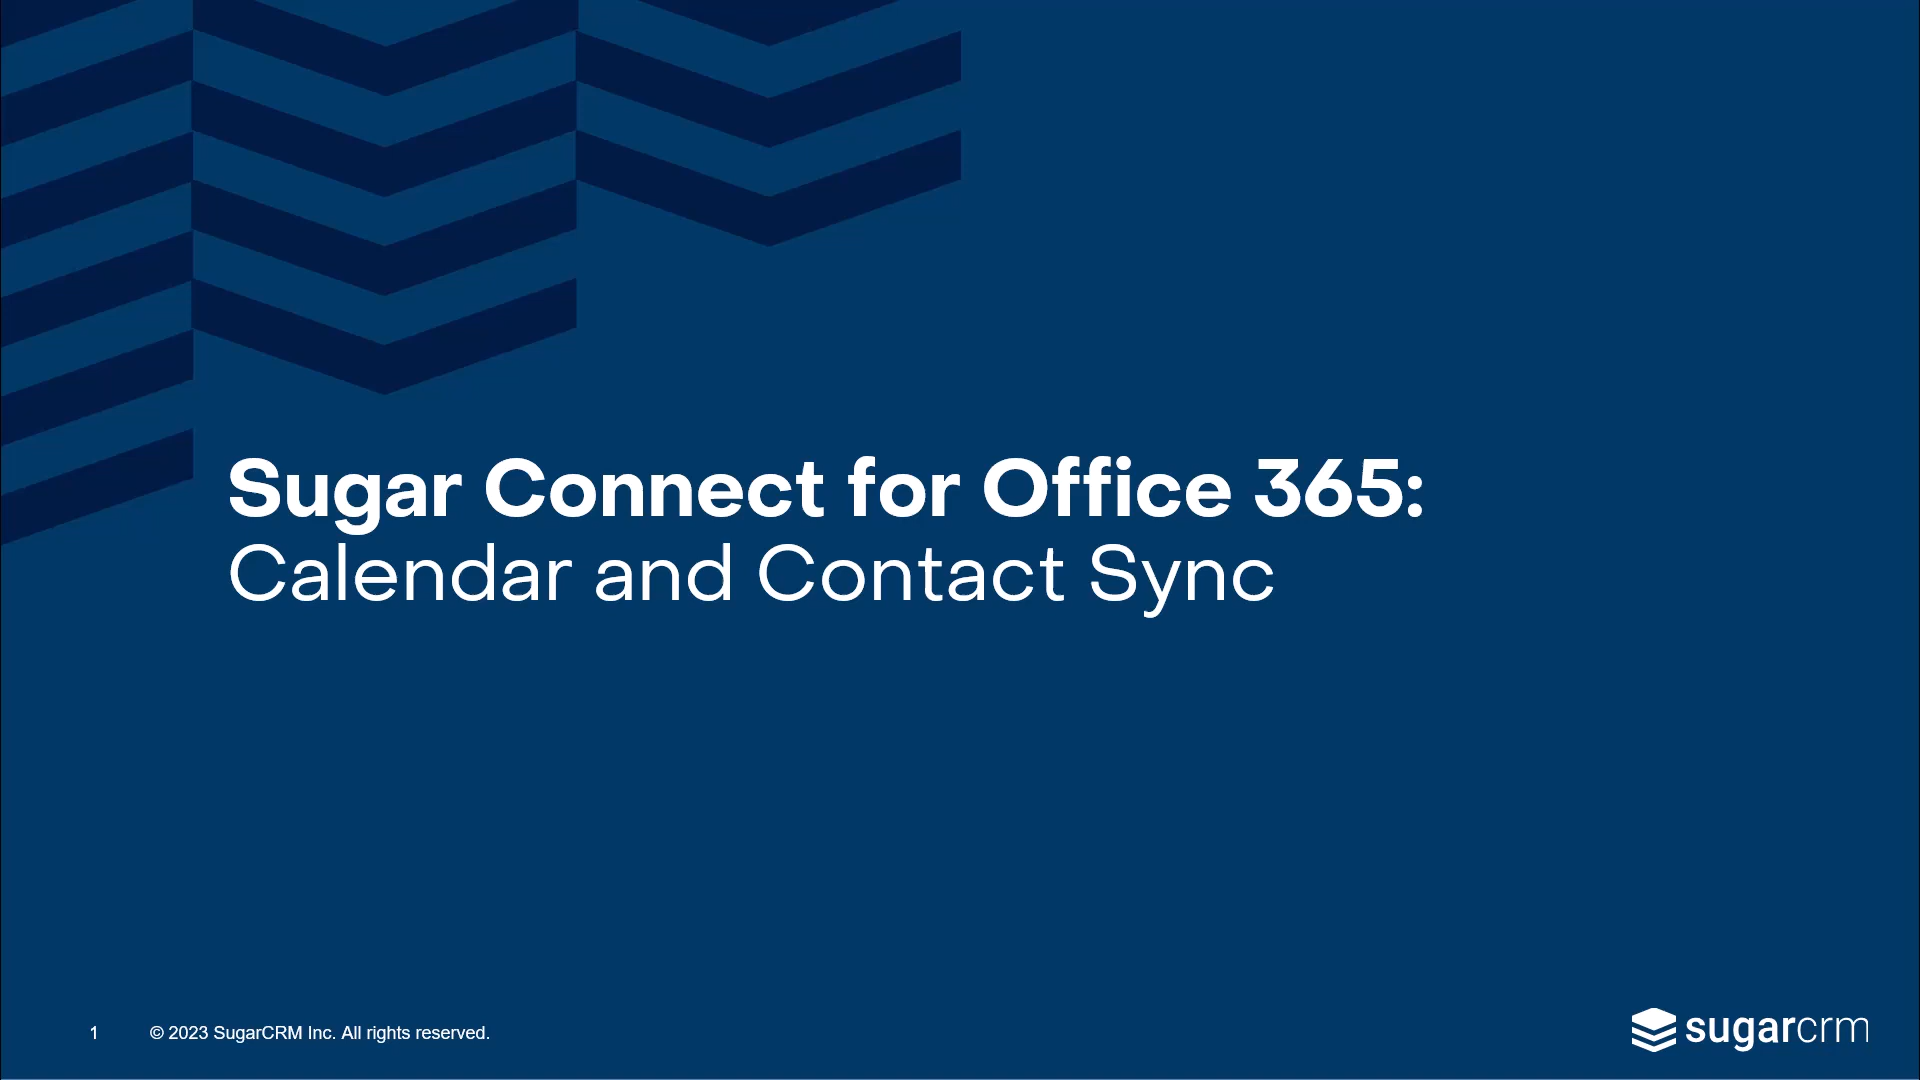 Sugar Connect for Office 365:
Calendar and Contact Sync
1
© 2023 SugarCRM Inc. All rights reserved.
sugarcrm